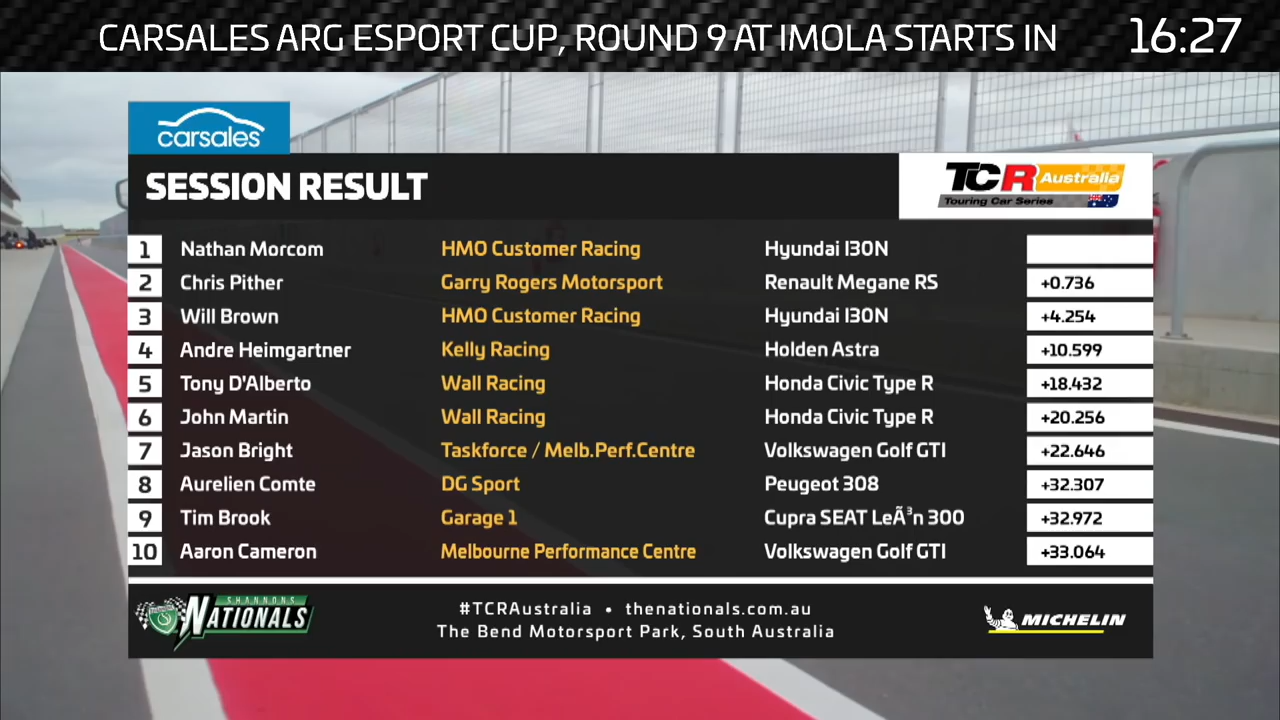 CARSALES ARG ESPORT CUP, ROUND 9 AT IMOLA STARTS IN 16:27
carsales
SESSION RESULT
TCR Australia
Touring Car Series
1 Nathan Morcom HMO Customer Racing Hyundai I30N
2 Chris Pither Garry Rogers Motorsport Renault Megane RS +0.736
3 Will Brown HMO Customer Racing Hyundai I30N +4.254
4 Andre Heimgartner Kelly Racing Holden Astra +10.599
5 Tony D'Alberto Wall Racing Honda Civic Type R +18.432
6 John Martin Wall Racing Honda Civic Type R +20.256
7 Jason Bright Taskforce / Melb.Perf.Centre Volkswagen Golf GTI +22.646
8 Aurelien Comte DG Sport Peugeot 308 +32.307
9 Tim Brook Garage 1 Cupra SEAT LeÃ³n 300 +32.972
10 Aaron Cameron Melbourne Performance Centre Volkswagen Golf GTI +33.064
SHANNONS
NATIONALS
#TCRAustralia • thenationals.com.au
The Bend Motorsport Park, South Australia
MICHELIN